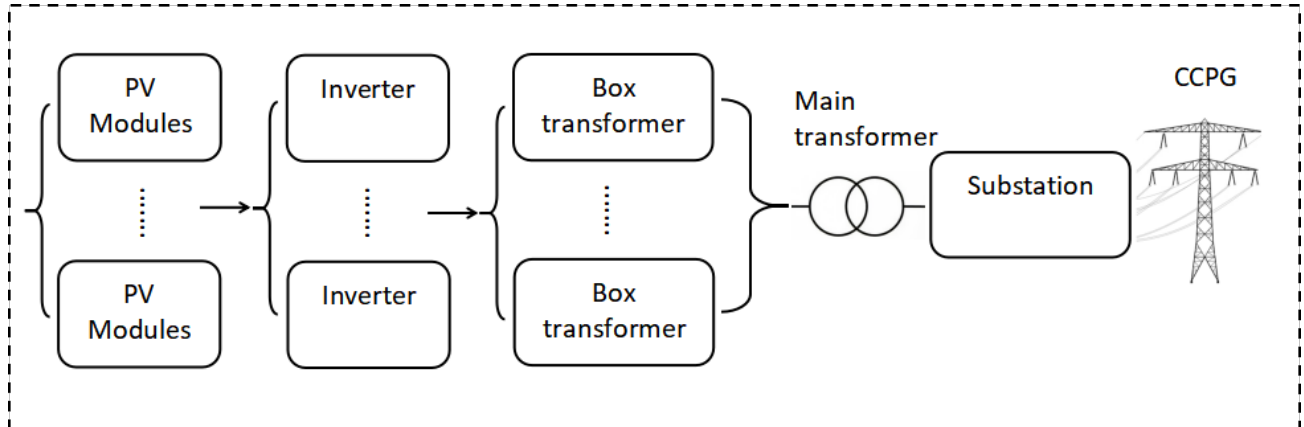 PV
Modules
Inverter
Box
transformer
Main
transformer
CCPG
Substation
PV
Modules
Inverter
Box
transformer